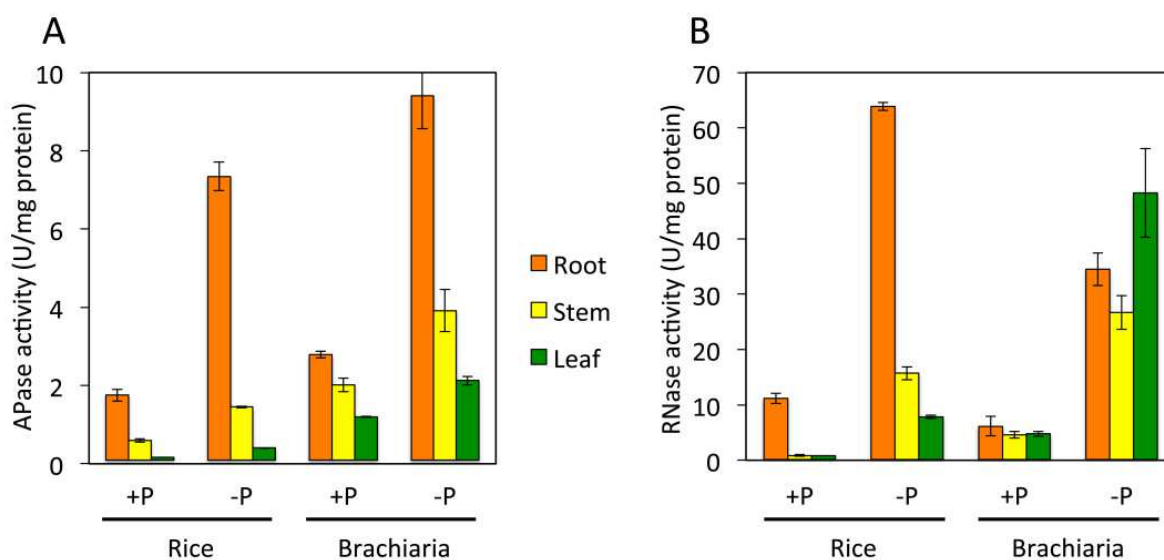 A
APase activity (U/mg protein)
10
8
6
4
2
0
+P
-P
+P
-P
Rice
Brachiaria
Root
Stem
Leaf
B
RNase activity (U/mg protein)
70
60
50
40
30
20
10
0
+P
-P
+P
-P
Rice
Brachiaria